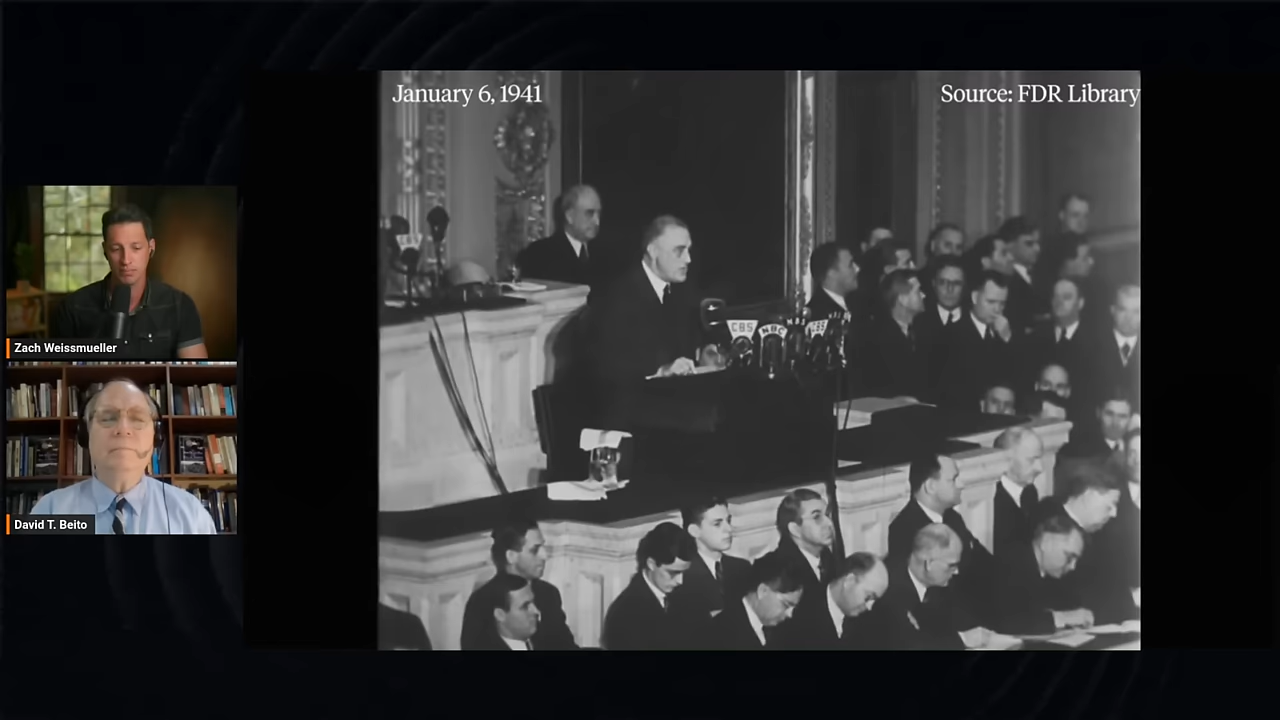 January 6, 1941
Source: FDR Library
CBS
NBC
Zach Weissmueller
David T. Beito